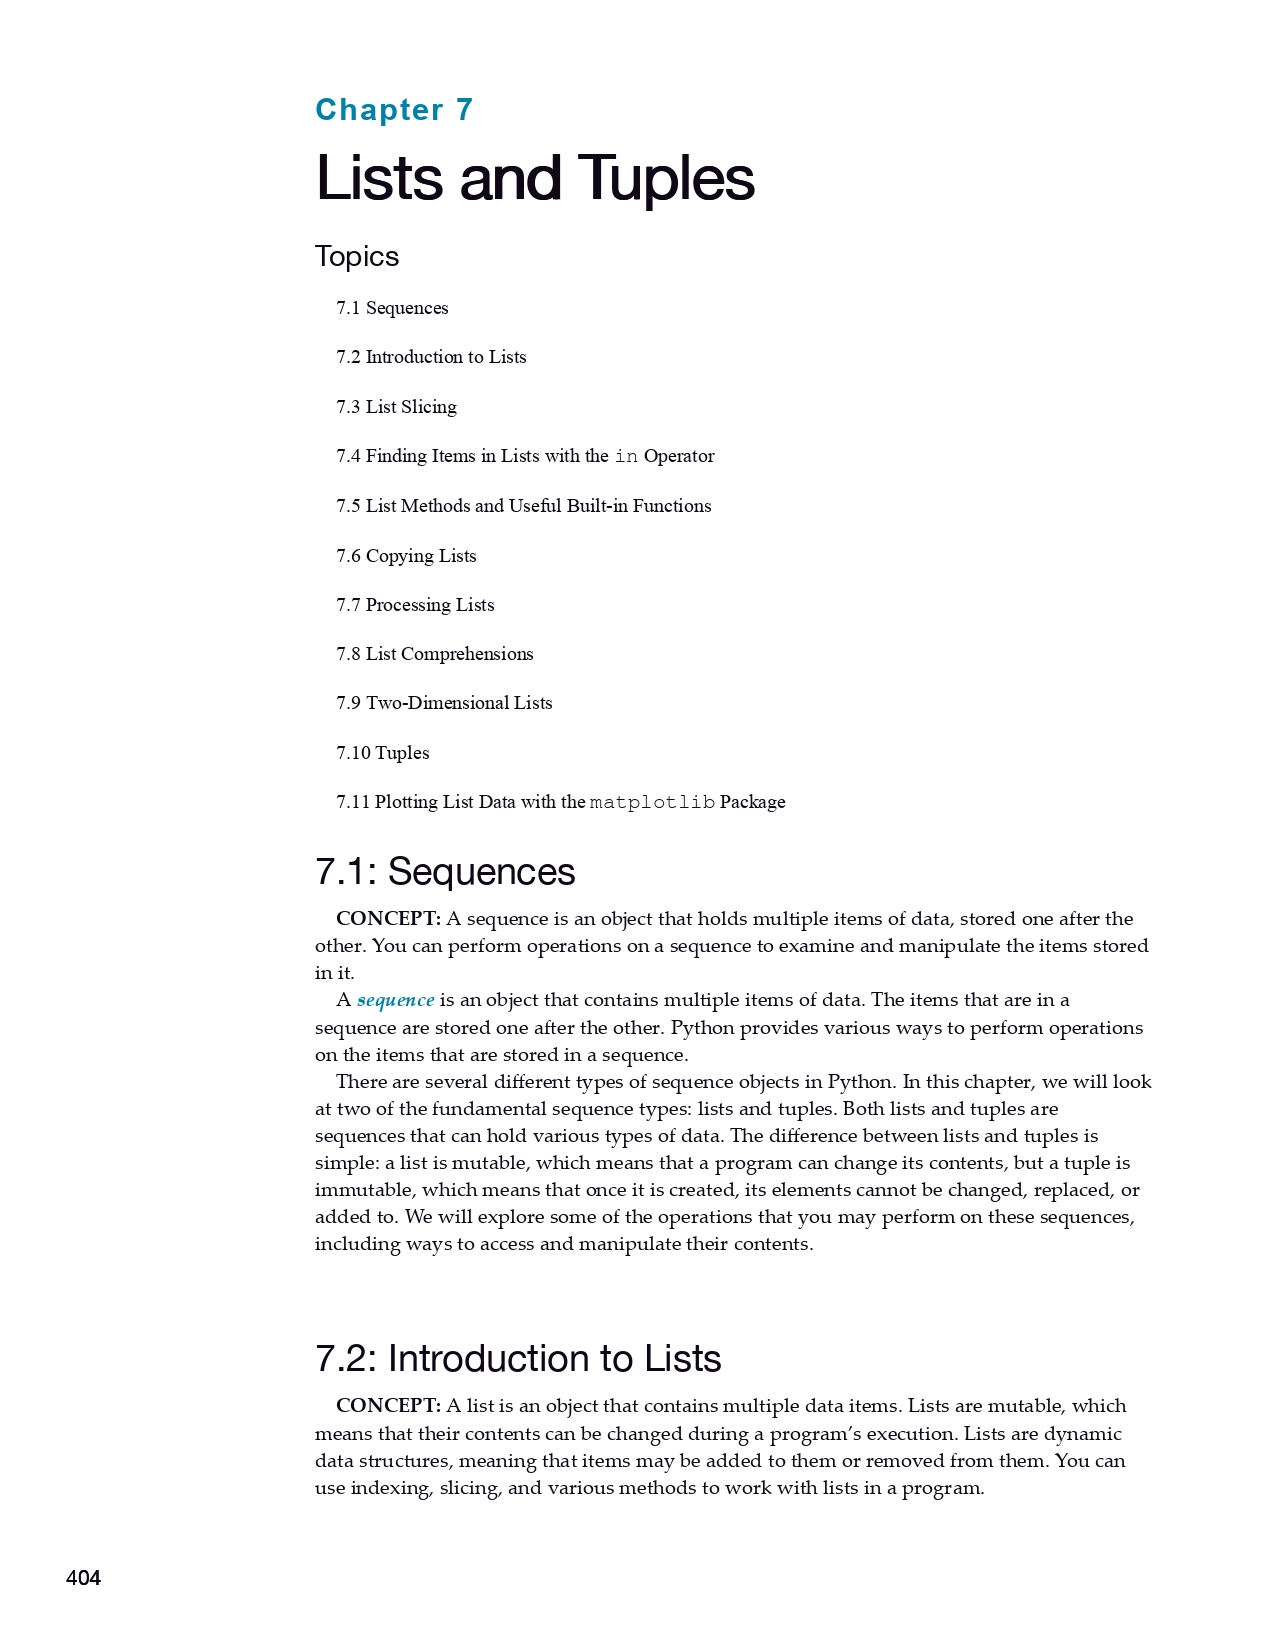 Chapter 7
Lists and Tuples
Topics
7.1 Sequences
7.2 Introduction to Lists
7.3 List Slicing
7.4 Finding Items in Lists with the in Operator
7.5 List Methods and Useful Built-in Functions
7.6 Copying Lists
7.7 Processing Lists
7.8 List Comprehensions
7.9 Two-Dimensional Lists
7.10 Tuples
7.11 Plotting List Data with the matplotlib Package
7.1: Sequences
CONCEPT: A sequence is an object that holds multiple items of data, stored one after the
other. You can perform operations on a sequence to examine and manipulate the items stored
in it.
A sequence is an object that contains multiple items of data. The items that are in a
sequence are stored one after the other. Python provides various ways to perform operations
on the items that are stored in a sequence.
There are several different types of sequence objects in Python. In this chapter, we will look
at two of the fundamental sequence types: lists and tuples. Both lists and tuples are
sequences that can hold various types of data. The difference between lists and tuples is
simple: a list is mutable, which means that a program can change its contents, but a tuple is
immutable, which means that once it is created, its elements cannot be changed, replaced, or
added to. We will explore some of the operations that you may perform on these sequences,
including ways to access and manipulate their contents.
7.2: Introduction to Lists
CONCEPT: A list is an object that contains multiple data items. Lists are mutable, which
means that their contents can be changed during a program’s execution. Lists are dynamic
data structures, meaning that items may be added to them or removed from them. You can
use indexing, slicing, and various methods to work with lists in a program.
404